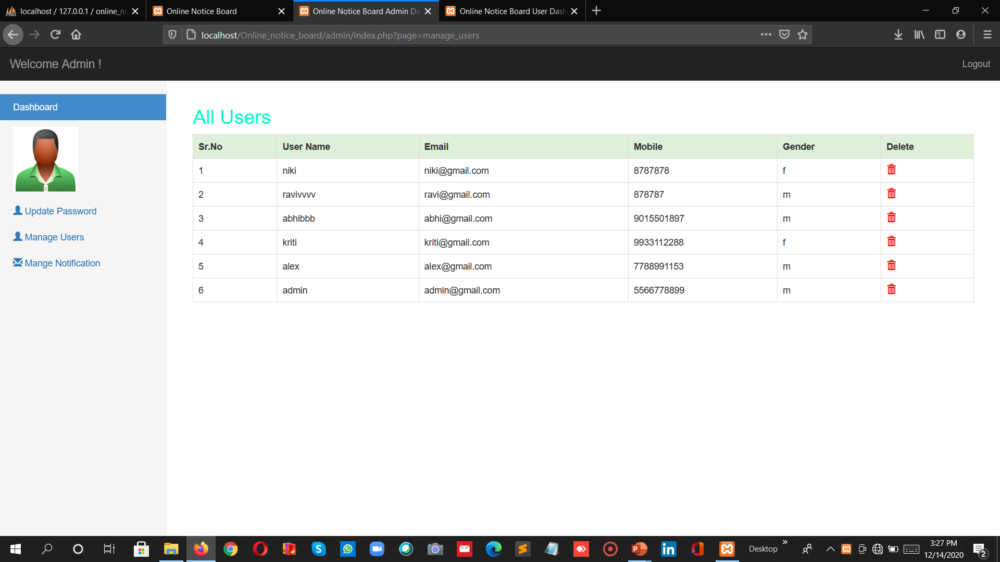 localhost / 127.0.0.1 / online_no
Online Notice Board
Online Notice Board Admin Da
Online Notice Board User Dash
localhost/Online_notice_board/admin/index.php?page=manage_users
Welcome Admin !
Logout
Dashboard
Update Password
Manage Users
Mange Notification
All Users
Sr.No User Name Email Mobile Gender Delete
1 niki niki@gmail.com 8787878 f
2 ravivvvv ravi@gmail.com 878787 m
3 abhibbb abhi@gmail.com 9015501897 m
4 kriti kriti@gmail.com 9933112288 f
5 alex alex@gmail.com 7788991153 m
6 admin admin@gmail.com 5566778899 m
Desktop
3:27 PM
12/14/2020
2